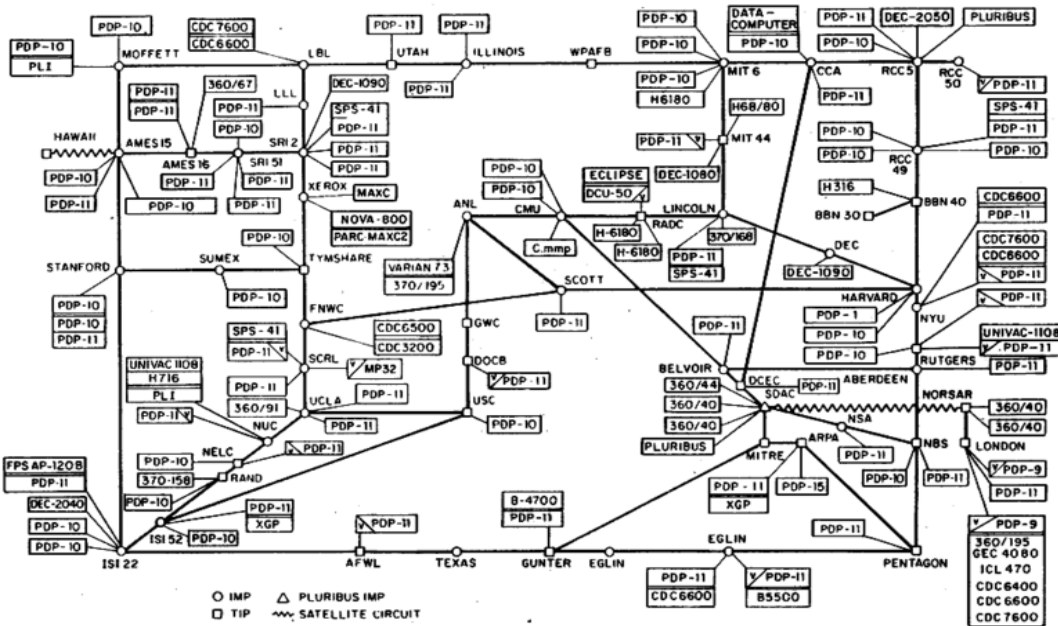 PDP-10
PDP-10
PLI
MOFFETT
CDC7600
CDC6600
LBL
PDP-11
UTAH
PDP-11
ILLINOIS
PDP-11
WPAFB
PDP-10
PDP-10
PDP-10
H6180
MIT 6
DATA-
COMPUTER
PDP-10
CCA
PDP-11
PDP-11
PDP-10
DEC-2050
PLURIBUS
RCC5
RCC
50
PDP-11
LLL
360/67
PDP-11
PDP-11
DEC-1090
SPS-41
PDP-11
PDP-11
PDP-11
PDP-11
PDP-10
HAWAII
AMES15
AMES16
SRI 51
SRI 2
PDP-10
PDP-11
PDP-10
PDP-11
PDP-11
PDP-11
H68/80
PDP-11
MIT 44
DEC-1080
SPS-41
PDP-11
PDP-10
PDP-10
PDP-10
RCC
49
XEROX
MAXC
NOVA-800
PARC-MAXC2
PDP-10
PDP-10
ECLIPSE
DCU-50
H316
BBN 30
BBN 40
ANL
CMU
C.mmp
RADC
H-6180
H-6180
LINCOLN
370/168
PDP-11
SPS-41
DEC
DEC-1090
CDC6600
PDP-11
CDC7600
CDC6600
PDP-11
PDP-11
STANFORD
SUMEX
PDP-10
TYMSHARE
PDP-10
PDP-10
PDP-10
PDP-11
VARIAN 73
370/195
SCOTT
PDP-11
HARVARD
PDP-1
PDP-10
PDP-10
NYU
FNWC
CDC6500
CDC3200
GWC
SPS-41
PDP-11
SCRL
MP32
PDP-11
DOCB
PDP-11
PDP-11
BELVOIR
DCEC
PDP-11
ABERDEEN
UNIVAC-1108
PDP-11
PDP-11
RUTGERS
UNIVAC 1108
H716
PLI
PDP-11
360/91
UCLA
PDP-11
PDP-11
USC
PDP-10
360/44
360/40
360/40
PLURIBUS
SDAC
NSA
PDP-11
NORSAR
360/40
360/40
NUC
NELC
PDP-11
PDP-10
370-158
RAND
PDP-10
MITRE
ARPA
PDP-11
XGP
PDP-15
NBS
PDP-10
PDP-11
LONDON
PDP-9
PDP-11
FPS AP-120B
PDP-11
DEC-2040
PDP-10
PDP-10
ISI 22
ISI 52
PDP-11
XGP
PDP-10
PDP-11
AFWL
TEXAS
B-4700
PDP-11
GUNTER
EGLIN
EGLIN
PDP-11
CDC6600
PDP-11
B5500
PDP-11
PENTAGON
PDP-9
360/195
GEC 4080
ICL 470
CDC6400
CDC6600
CDC7600
IMP
PLURIBUS IMP
TIP
SATELLITE CIRCUIT